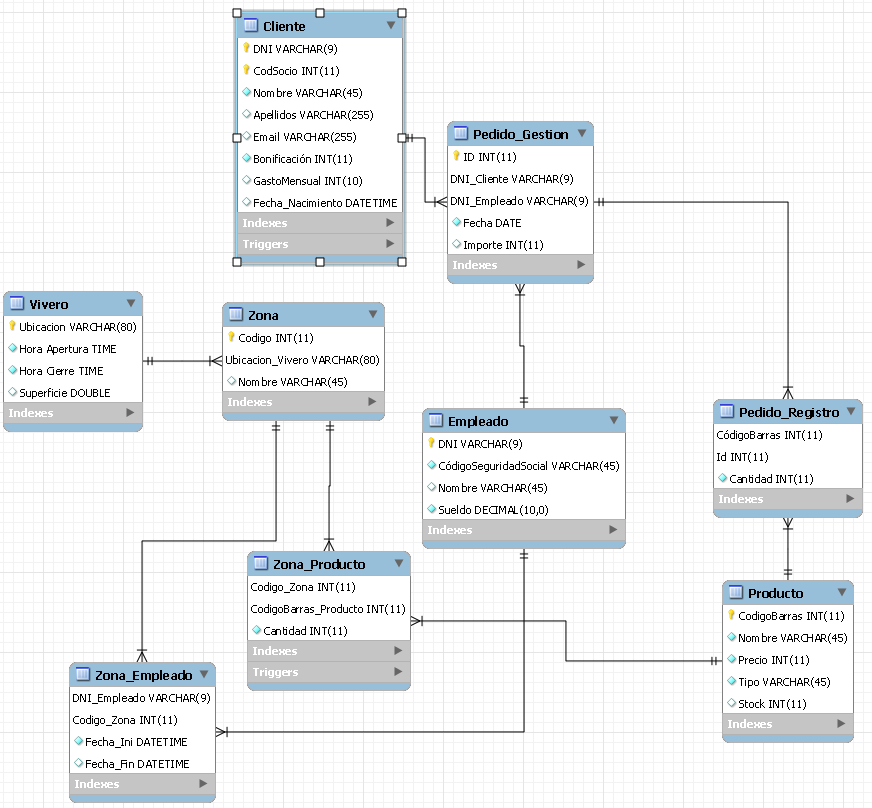 Cliente
DNI VARCHAR(9)
CodSocio INT(11)
Nombre VARCHAR(45)
Apellidos VARCHAR(255)
Email VARCHAR(255)
Bonificación INT(11)
GastoMensual INT(10)
Fecha_Nacimiento DATETIME
Indexes
Triggers
Pedido_Gestion
ID INT(11)
DNI_Cliente VARCHAR(9)
DNI_Empleado VARCHAR(9)
Fecha DATE
Importe INT(11)
Indexes
Vivero
Ubicacion VARCHAR(80)
Hora Apertura TIME
Hora Cierre TIME
Superficie DOUBLE
Indexes
Zona
Codigo INT(11)
Ubicacion_Vivero VARCHAR(80)
Nombre VARCHAR(45)
Indexes
Empleado
DNI VARCHAR(9)
CódigoSeguridadSocial VARCHAR(45)
Nombre VARCHAR(45)
Sueldo DECIMAL(10,0)
Indexes
Pedido_Registro
CódigoBarras INT(11)
Id INT(11)
Cantidad INT(11)
Indexes
Zona_Producto
Codigo_Zona INT(11)
CodigoBarras_Producto INT(11)
Cantidad INT(11)
Indexes
Triggers
Producto
CodigoBarras INT(11)
Nombre VARCHAR(45)
Precio INT(11)
Tipo VARCHAR(45)
Stock INT(11)
Indexes
Zona_Empleado
DNI_Empleado VARCHAR(9)
Codigo_Zona INT(11)
Fecha_Ini DATETIME
Fecha_Fin DATETIME
Indexes